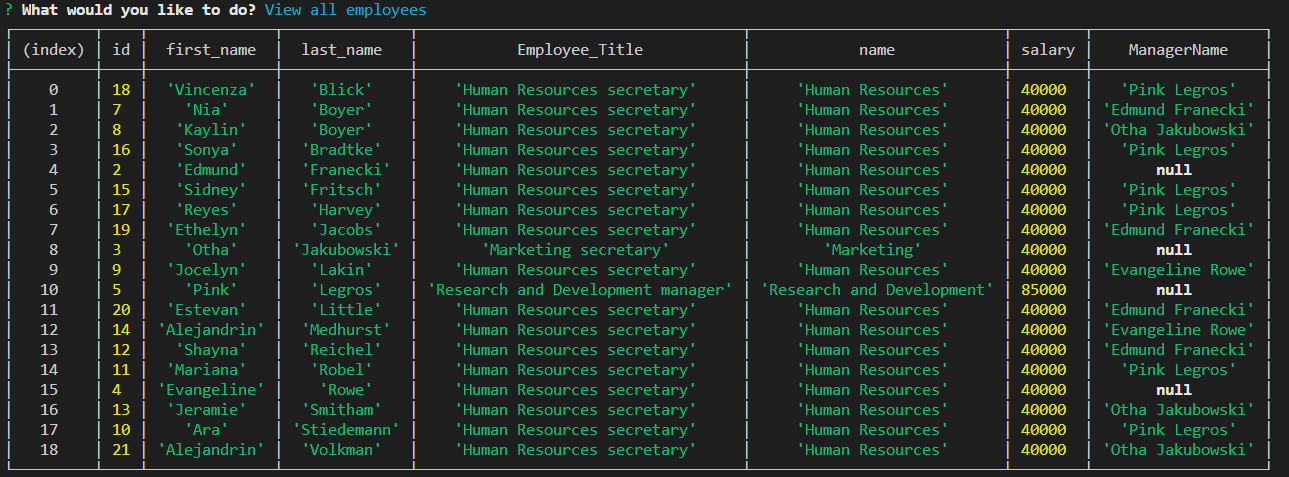 ? What would you like to do? View all employees
(index) id first_name last_name Employee_Title name salary ManagerName
0 18 'Vincenza' 'Blick' 'Human Resources secretary' 'Human Resources' 40000 'Pink Legros'
1 7 'Nia' 'Boyer' 'Human Resources secretary' 'Human Resources' 40000 'Edmund Franecki'
2 8 'Kaylin' 'Boyer' 'Human Resources secretary' 'Human Resources' 40000 'Otha Jakubowski'
3 16 'Sonya' 'Bradtke' 'Human Resources secretary' 'Human Resources' 40000 'Pink Legros'
4 2 'Edmund' 'Franecki' 'Human Resources secretary' 'Human Resources' 40000 null
5 15 'Sidney' 'Fritsch' 'Human Resources secretary' 'Human Resources' 40000 'Pink Legros'
6 17 'Reyes' 'Harvey' 'Human Resources secretary' 'Human Resources' 40000 'Pink Legros'
7 19 'Ethelyn' 'Jacobs' 'Human Resources secretary' 'Human Resources' 40000 'Edmund Franecki'
8 3 'Otha' 'Jakubowski' 'Marketing secretary' 'Marketing' 40000 null
9 9 'Jocelyn' 'Lakin' 'Human Resources secretary' 'Human Resources' 40000 'Evangeline Rowe'
10 5 'Pink' 'Legros' 'Research and Development manager' 'Research and Development' 85000 null
11 20 'Estevan' 'Little' 'Human Resources secretary' 'Human Resources' 40000 'Edmund Franecki'
12 14 'Alejandrin' 'Medhurst' 'Human Resources secretary' 'Human Resources' 40000 'Evangeline Rowe'
13 12 'Shayna' 'Reichel' 'Human Resources secretary' 'Human Resources' 40000 'Edmund Franecki'
14 11 'Mariana' 'Robel' 'Human Resources secretary' 'Human Resources' 40000 'Pink Legros'
15 4 'Evangeline' 'Rowe' 'Human Resources secretary' 'Human Resources' 40000 null
16 13 'Jeramie' 'Smitham' 'Human Resources secretary' 'Human Resources' 40000 'Otha Jakubowski'
17 10 'Ara' 'Stiedemann' 'Human Resources secretary' 'Human Resources' 40000 'Pink Legros'
18 21 'Alejandrin' 'Volkman' 'Human Resources secretary' 'Human Resources' 40000 'Otha Jakubowski'